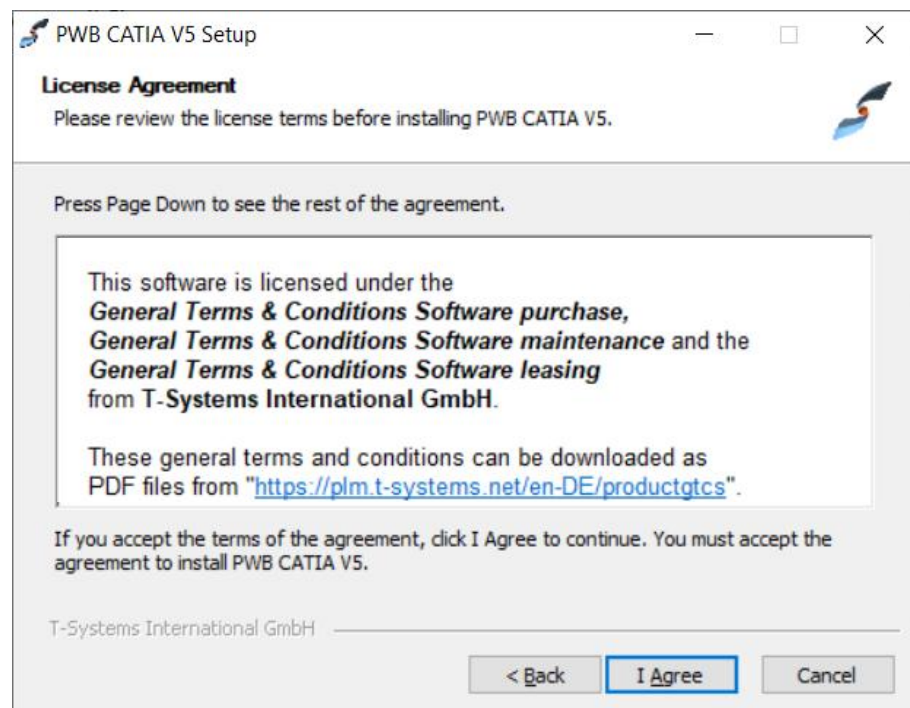 PWB CATIA V5 Setup
License Agreement
Please review the license terms before installing PWB CATIA V5.
Press Page Down to see the rest of the agreement.
This software is licensed under the
General Terms & Conditions Software purchase,
General Terms & Conditions Software maintenance and the
General Terms & Conditions Software leasing
from T-Systems International GmbH.
These general terms and conditions can be downloaded as
PDF files from "https://plm.t-systems.net/en-DE/productgtcs".
If you accept the terms of the agreement, click I Agree to continue. You must accept the
agreement to install PWB CATIA V5.
T-Systems International GmbH
< Back I Agree Cancel